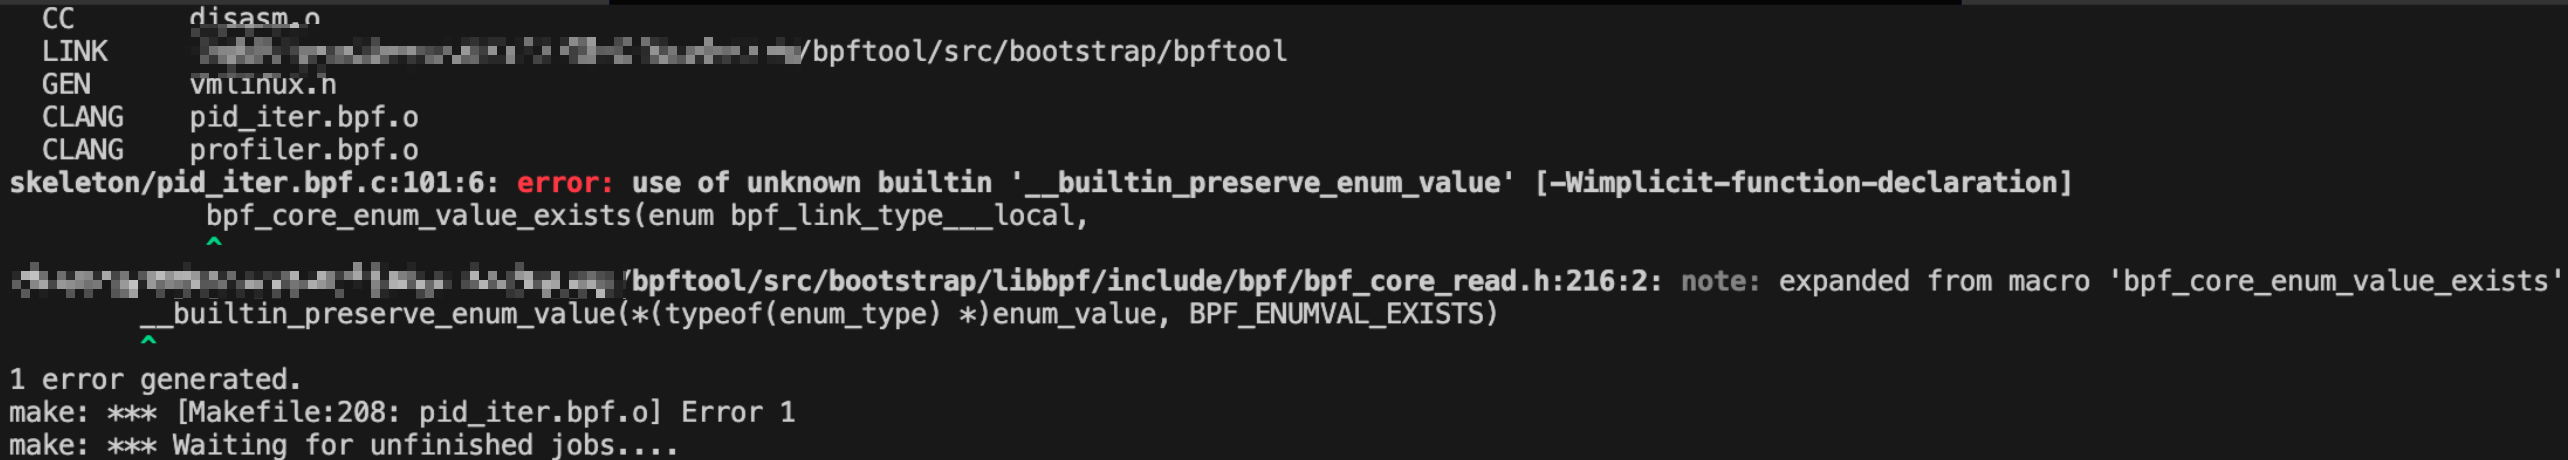 CC disasm.o
LINK /bpftool/src/bootstrap/bpftool
GEN vmlinux.h
CLANG pid_iter.bpf.o
CLANG profiler.bpf.o
skeleton/pid_iter.bpf.c:101:6: error: use of unknown builtin '__builtin_preserve_enum_value' [-Wimplicit-function-declaration]
bpf_core_enum_value_exists(enum bpf_link_type___local,
^
/bpftool/src/bootstrap/libbpf/include/bpf/bpf_core_read.h:216:2: note: expanded from macro 'bpf_core_enum_value_exists'
__builtin_preserve_enum_value(*(typeof(enum_type) *)enum_value, BPF_ENUMVAL_EXISTS)
^
1 error generated.
make: *** [Makefile:208: pid_iter.bpf.o] Error 1
make: *** Waiting for unfinished jobs....